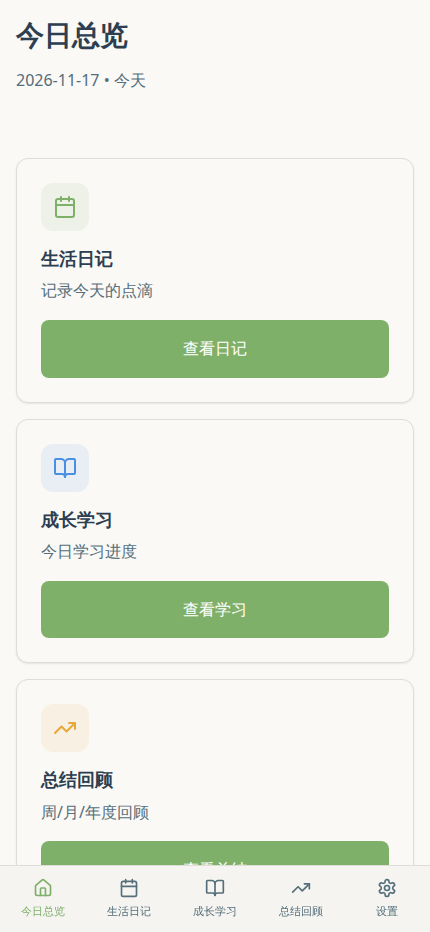 今日总览
2026-11-17 • 今天
生活日记
记录今天的点滴
查看日记
成长学习
今日学习进度
查看学习
总结回顾
周/月/年度回顾
今日总览
生活日记
成长学习
总结回顾
设置